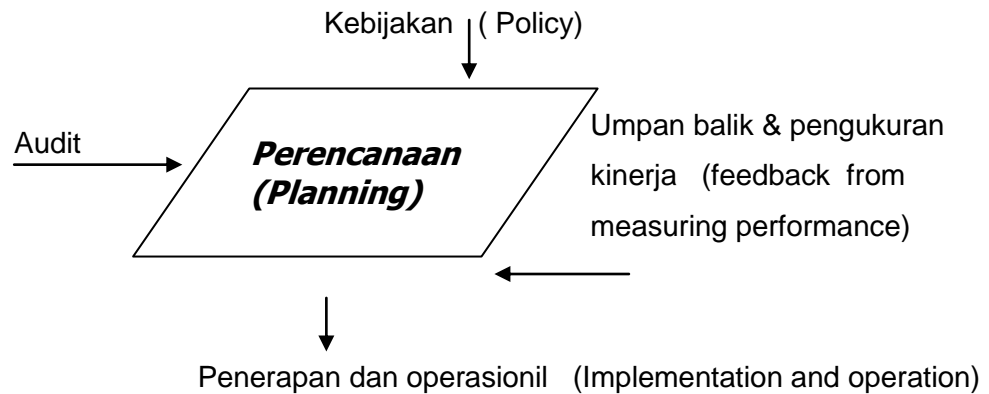 Kebijakan ( Policy)
Audit
Perencanaan
(Planning)
Umpan balik & pengukuran
kinerja (feedback from
measuring performance)
Penerapan dan operasionil (Implementation and operation)